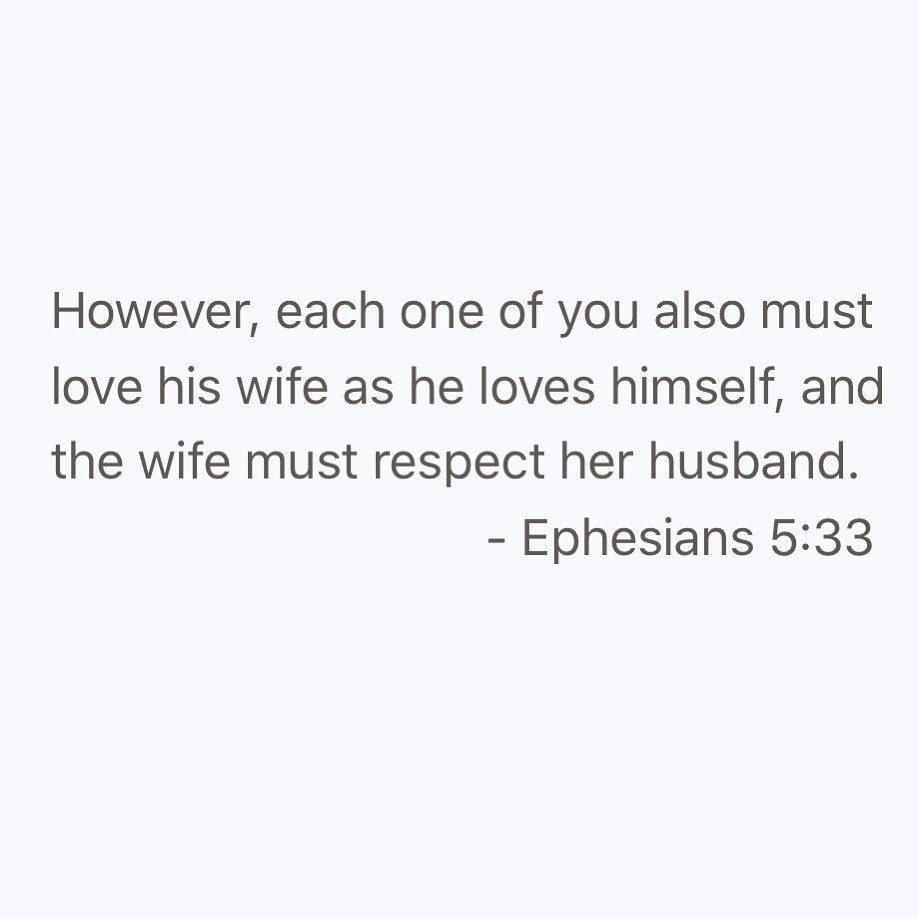 However, each one of you also must
love his wife as he loves himself, and
the wife must respect her husband.
- Ephesians 5:33